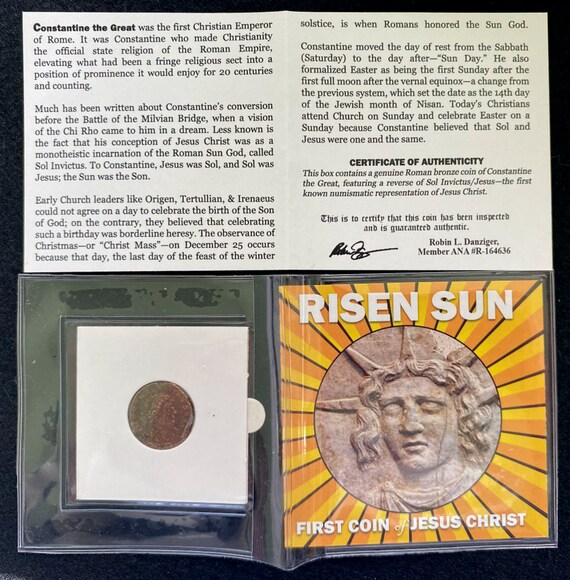 Constantine the Great was the first Christian Emperor
of Rome. It was Constantine who made Christianity
the official state religion of the Roman Empire,
elevating what had been a fringe religious sect into a
position of prominence it would enjoy for 20 centuries
and counting.
Much has been written about Constantine's conversion
before the Battle of the Milvian Bridge, when a vision
of the Chi Rho came to him in a dream. Less known is
the fact that his conception of Jesus Christ was as a
monotheistic incarnation of the Roman Sun God, called
Sol Invictus. To Constantine, Jesus was Sol, and Sol was
Jesus; the Sun was the Son.
Early Church leaders like Origen, Tertullian, & Irenaeus
could not agree on a day to celebrate the birth of the Son
of God; on the contrary, they believed that celebrating
such a birthday was borderline heresy. The observance of
Christmas—or "Christ Mass"—on December 25 occurs
because that day, the last day of the feast of the winter
solstice, is when Romans honored the Sun God.
Constantine moved the day of rest from the Sabbath
(Saturday) to the day after—"Sun Day." He also
formalized Easter as being the first Sunday after the
first full moon after the vernal equinox—a change from
the previous system, which set the date as the 14th day
of the Jewish month of Nisan. Today's Christians
attend Church on Sunday and celebrate Easter on a
Sunday because Constantine believed that Sol and
Jesus were one and the same.
CERTIFICATE OF AUTHENTICITY
This box contains a genuine Roman bronze coin of Constantine
the Great, featuring a reverse of Sol Invictus/Jesus—the first
known numismatic representation of Jesus Christ.
This is to certify that this coin has been inspected
and is guaranteed authentic.
Robin L. Danziger,
Member ANA #R-164636
RISEN SUN
FIRST COIN of JESUS CHRIST